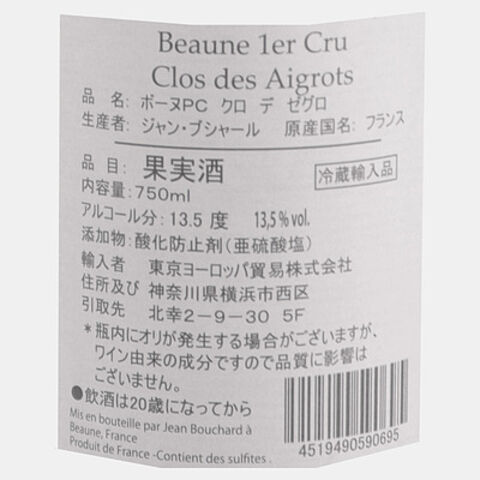 Beaune 1er Cru
Clos des Aigrots
品　名：ボーヌPC　クロ　デ　ゼグロ
生産者：ジャン・ブシャール　原産国名：フランス
品目：果実酒　冷蔵輸入品
内容量：750ml
アルコール分：13.5 度　13,5% vol.
添加物：酸化防止剤（亜硫酸塩）
輸入者　東京ヨーロッパ貿易株式会社
住所及び　神奈川県横浜市西区
引取先　北幸2－9－30　5F
＊瓶内にオリが発生する場合がございますが、
ワイン由来の成分ですので品質に影響は
ございません。
●飲酒は20歳になってから
Mis en bouteille par Jean Bouchard à
Beaune, France
Produit de France -Contient des sulfites .
4519490590695